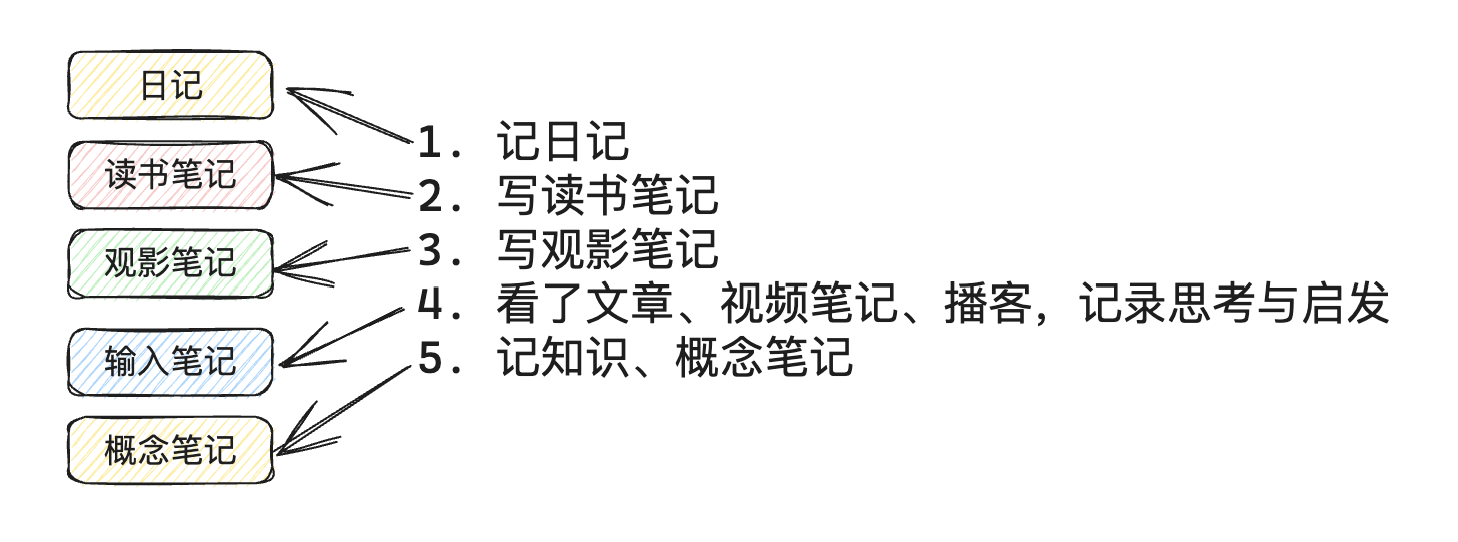 日记
读书笔记
观影笔记
输入笔记
概念笔记
1. 记日记
2. 写读书笔记
3. 写观影笔记
4. 看了文章、视频笔记、播客，记录思考与启发
5. 记知识、概念笔记